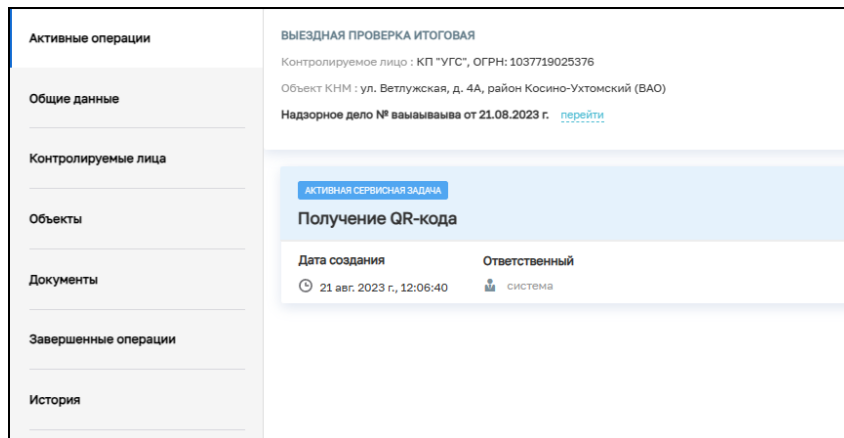 Активные операции
Общие данные
Контролируемые лица
Объекты
Документы
Завершенные операции
История
ВЫЕЗДНАЯ ПРОВЕРКА ИТОГОВАЯ
Контролируемое лицо : КП "УГС", ОГРН: 1037719025376
Объект КНМ : ул. Ветлужская, д. 4А, район Косино-Ухтомский (ВАО)
Надзорное дело № ваыаываыва от 21.08.2023 г. перейти
АКТИВНАЯ СЕРВИСНАЯ ЗАДАЧА
Получение QR-кода
Дата создания Ответственный
21 авг. 2023 г., 12:06:40 система